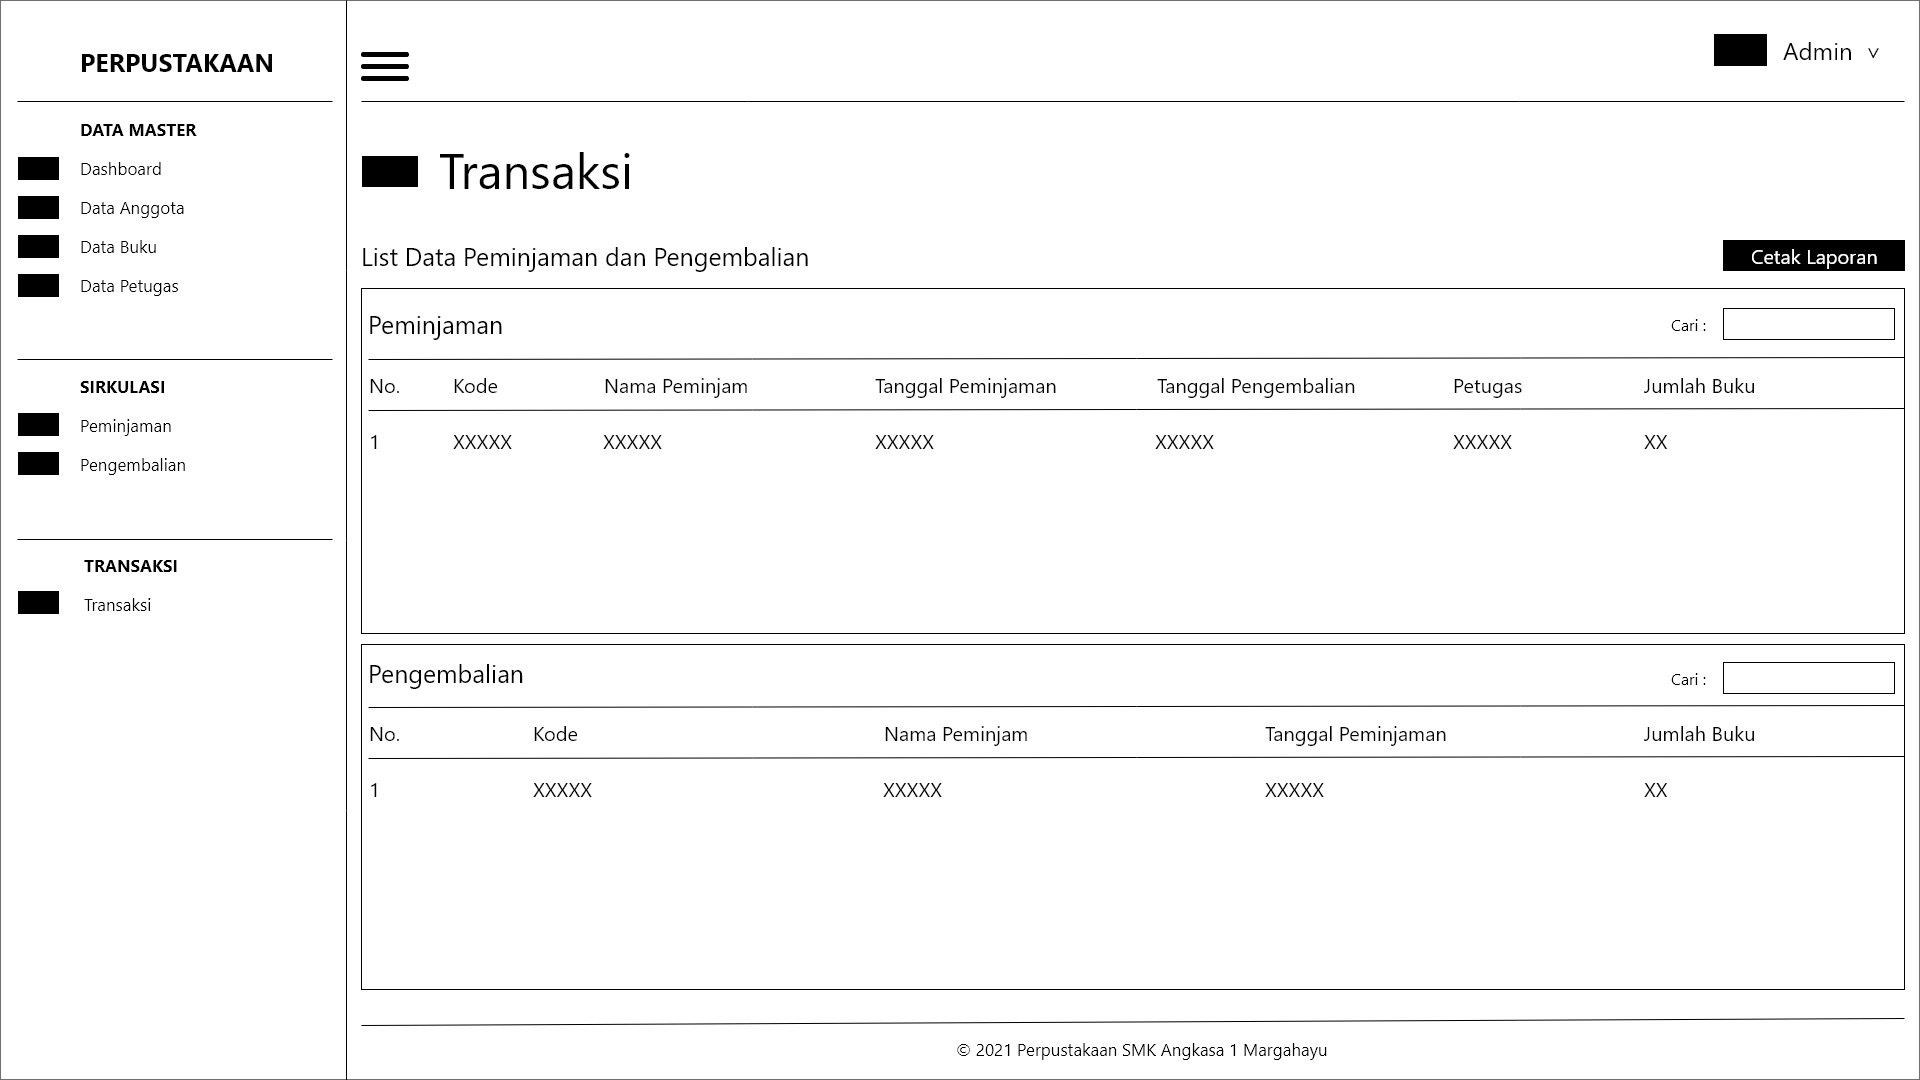 PERPUSTAKAAN
DATA MASTER
Dashboard
Data Anggota
Data Buku
Data Petugas
SIRKULASI
Peminjaman
Pengembalian
TRANSAKSI
Transaksi
Admin v
Transaksi
List Data Peminjaman dan Pengembalian
Cetak Laporan
Peminjaman
Cari :
No. Kode Nama Peminjam Tanggal Peminjaman Tanggal Pengembalian Petugas Jumlah Buku
1 XXXXX XXXXX XXXXX XXXXX XXXXX XX
Pengembalian
Cari :
No. Kode Nama Peminjam Tanggal Peminjaman Jumlah Buku
1 XXXXX XXXXX XXXXX XX
© 2021 Perpustakaan SMK Angkasa 1 Margahayu